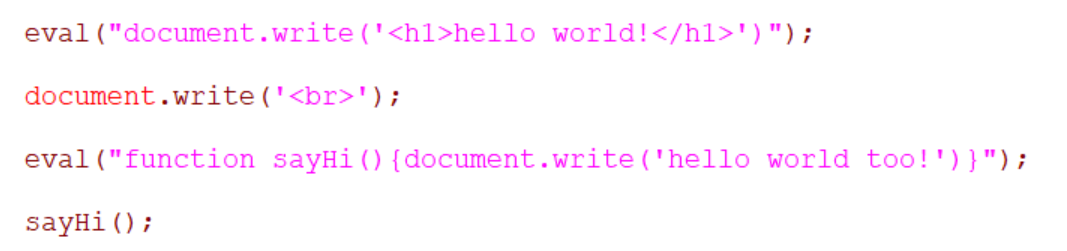 eval("document.write('<h1>hello world!</h1>')");
document.write('<br>');
eval("function sayHi(){document.write('hello world too!')}");
sayHi();